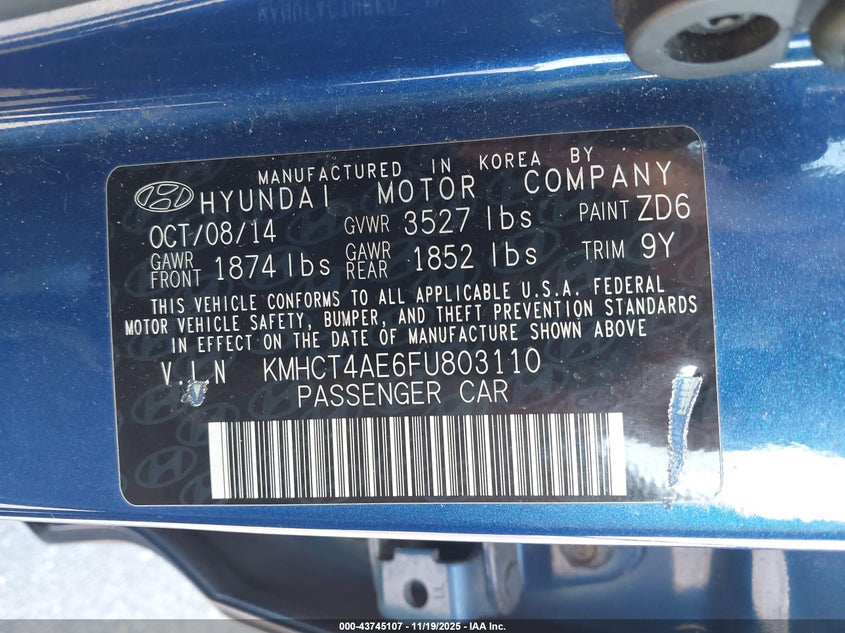 MANUFACTURED IN KOREA BY
HYUNDAI MOTOR COMPANY
OCT/08/14 GVWR 3527 lbs PAINT ZD6
GAWR FRONT 1874 lbs GAWR REAR 1852 lbs TRIM 9Y
THIS VEHICLE CONFORMS TO ALL APPLICABLE U.S.A. FEDERAL
MOTOR VEHICLE SAFETY, BUMPER, AND THEFT PREVENTION STANDARDS
IN EFFECT ON THE DATE OF MANUFACTURE SHOWN ABOVE
V.I.N KMHCT4AE6FU803110
PASSENGER CAR
000-43745107 - 11/19/2025 - IAA Inc.